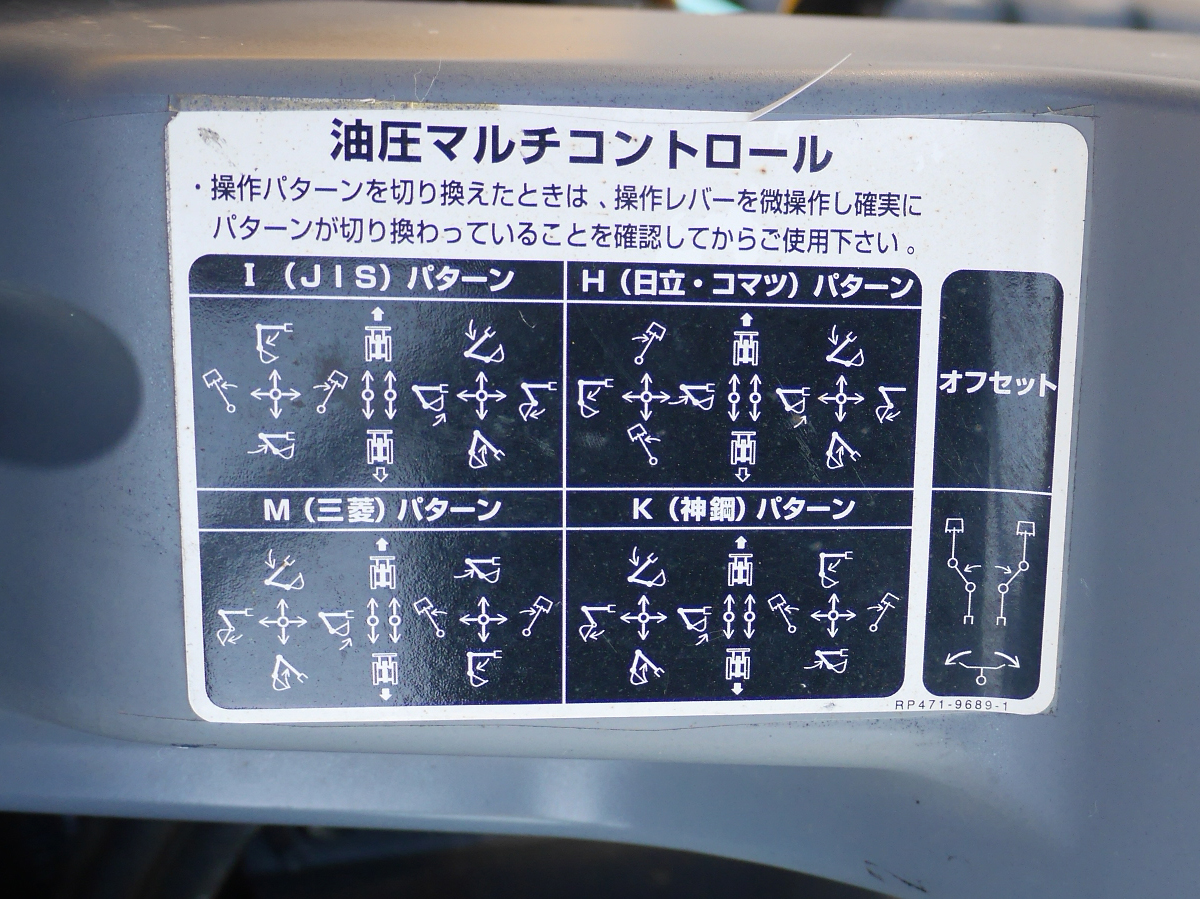 油圧マルチコントロール
・操作パターンを切り換えたときは、操作レバーを微操作し確実に
パターンが切り換わっていることを確認してからご使用下さい。
I（JIS）パターン
H（日立・コマツ）パターン
オフセット
M（三菱）パターン
K（神鋼）パターン
RP471-9689-1